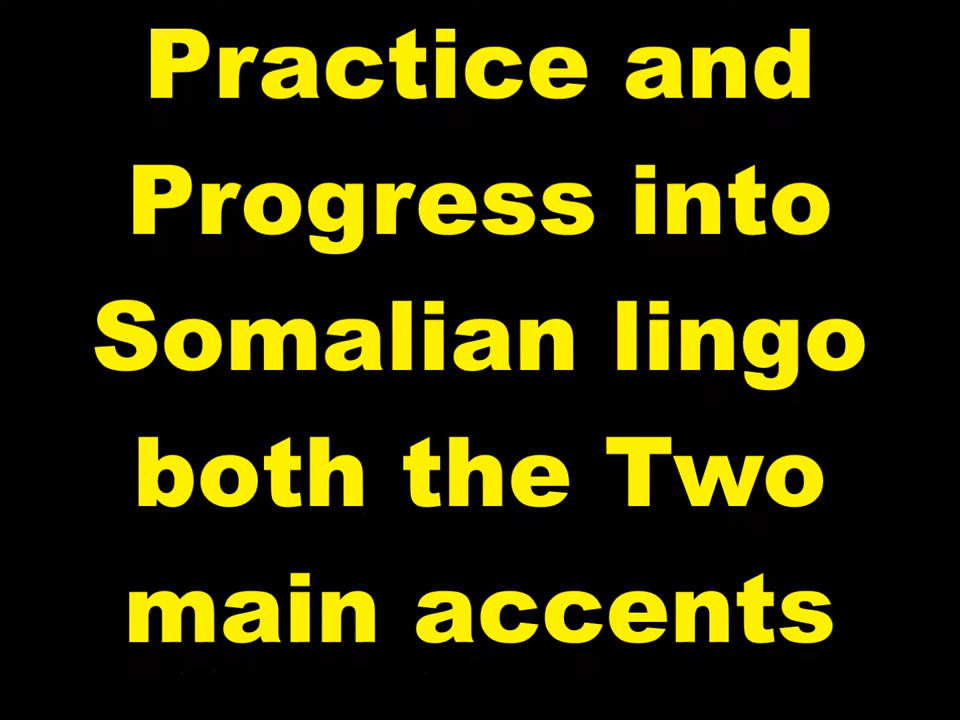 Practice and
Progress into
Somalian lingo
both the Two
main accents